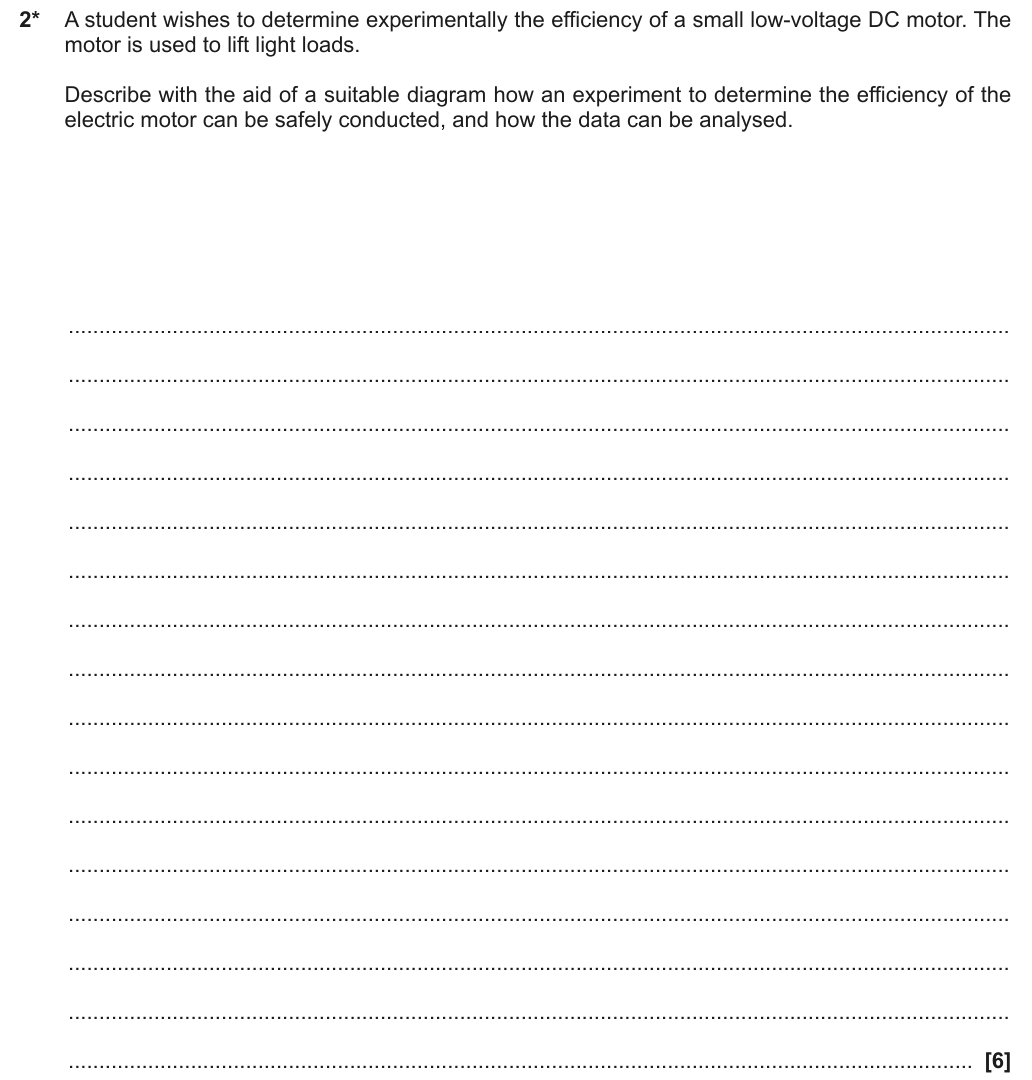 2* A student wishes to determine experimentally the efficiency of a small low-voltage DC motor. The
motor is used to lift light loads.
Describe with the aid of a suitable diagram how an experiment to determine the efficiency of the
electric motor can be safely conducted, and how the data can be analysed.
[6]